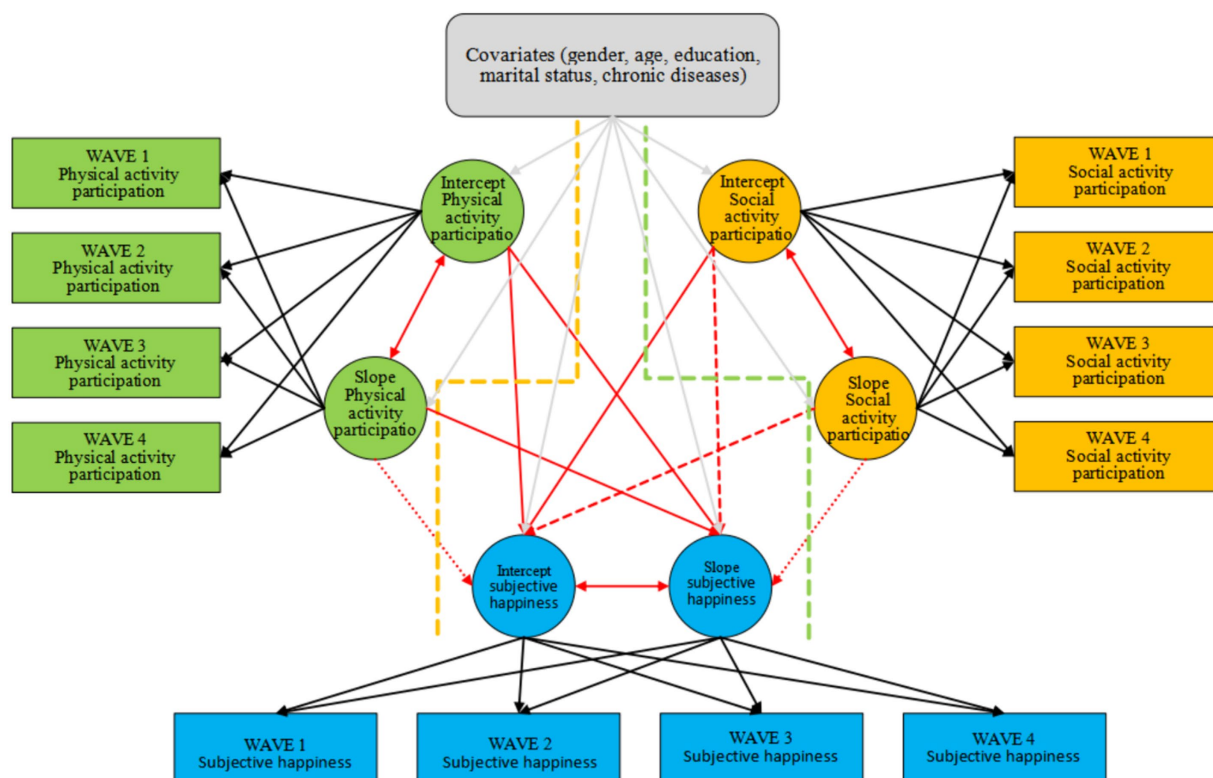 Covariates (gender, age, education,
marital status, chronic diseases)
WAVE 1
Physical activity
participation
WAVE 2
Physical activity
participation
WAVE 3
Physical activity
participation
WAVE 4
Physical activity
participation
Intercept
Physical
activity
participatio
Slope
Physical
activity
participatio
Intercept
Social
activity
participatio
Slope
Social
activity
participatio
WAVE 1
Social activity
participation
WAVE 2
Social activity
participation
WAVE 3
Social activity
participation
WAVE 4
Social activity
participation
Intercept
subjective
happiness
Slope
subjective
happiness
WAVE 1
Subjective happiness
WAVE 2
Subjective happiness
WAVE 3
Subjective happiness
WAVE 4
Subjective happiness